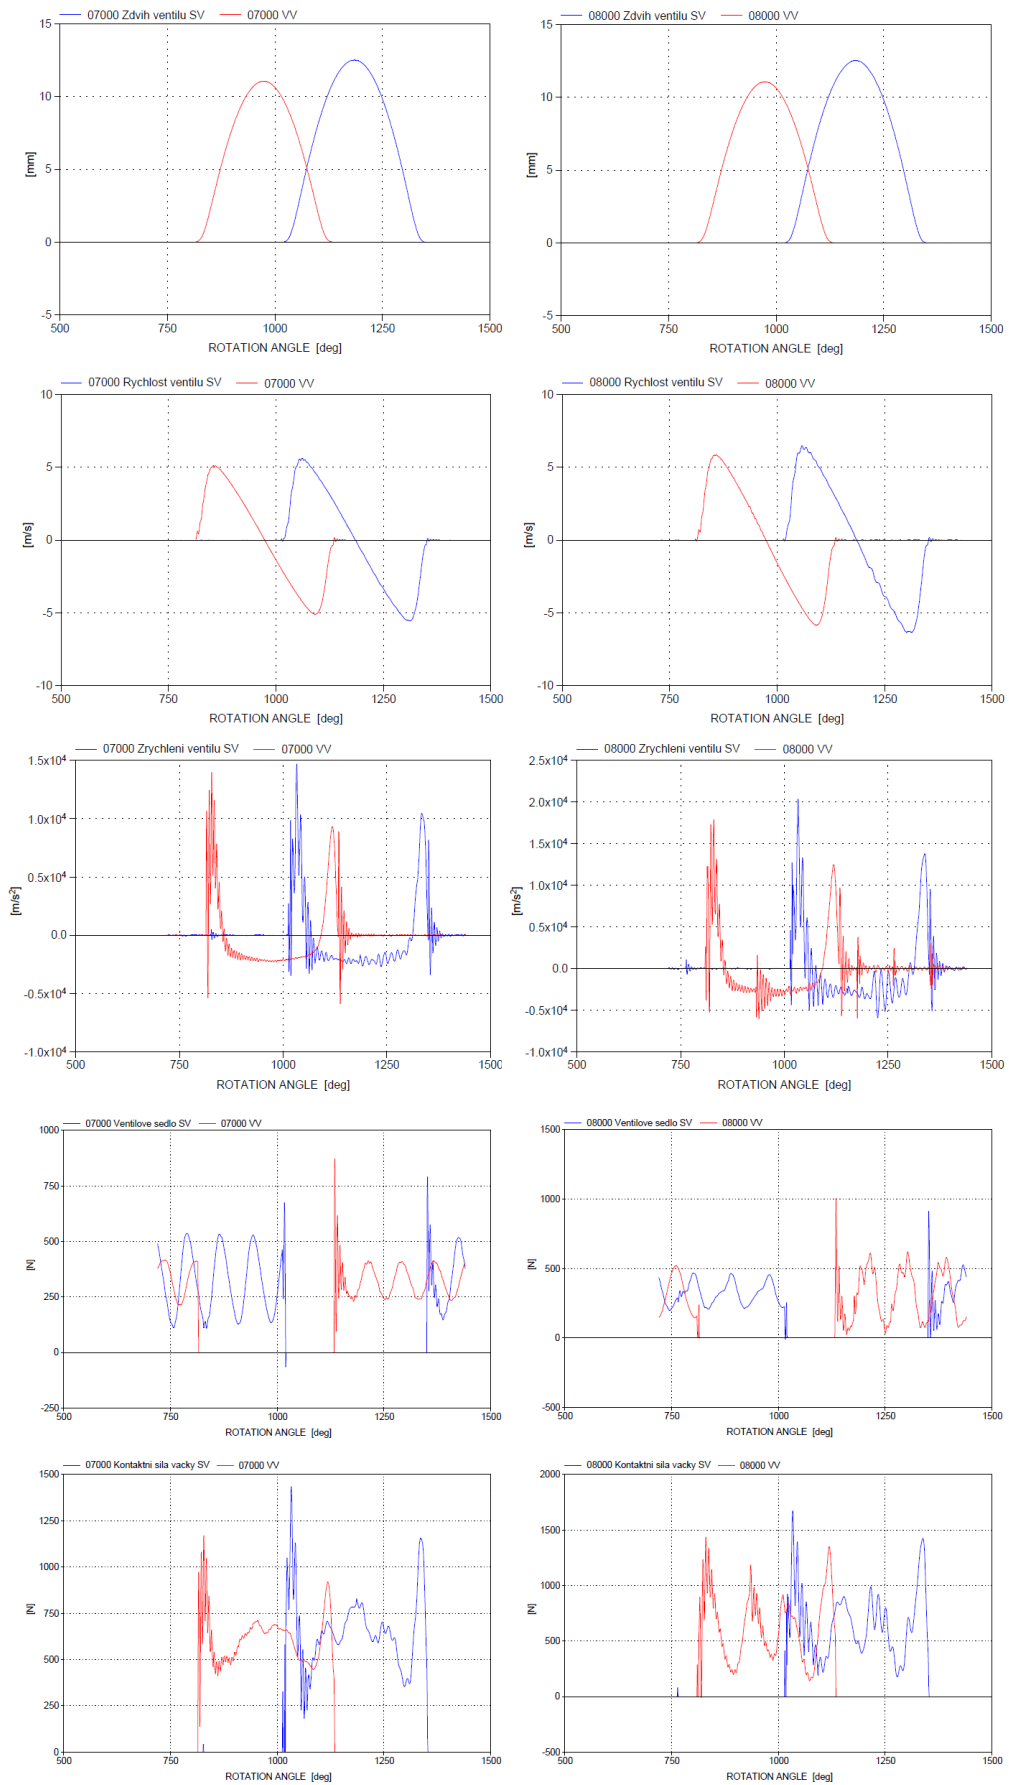 07000 Zdvih ventilu SV 07000 VV
15
10
5
0
-5
[mm]
500 750 1000 1250 1500
ROTATION ANGLE [deg]
08000 Zdvih ventilu SV 08000 VV
15
10
5
0
-5
[mm]
500 750 1000 1250 1500
ROTATION ANGLE [deg]
07000 Rychlost ventilu SV 07000 VV
10
5
0
-5
-10
[m/s]
500 750 1000 1250 1500
ROTATION ANGLE [deg]
08000 Rychlost ventilu SV 08000 VV
10
5
0
-5
-10
[m/s]
500 750 1000 1250 1500
ROTATION ANGLE [deg]
07000 Zrychleni ventilu SV 07000 VV
1.5x10⁴
1.0x10⁴
0.5x10⁴
0.0
-0.5x10⁴
-1.0x10⁴
[m/s²]
500 750 1000 1250 1500
ROTATION ANGLE [deg]
08000 Zrychleni ventilu SV 08000 VV
2.5x10⁴
2.0x10⁴
1.5x10⁴
1.0x10⁴
0.5x10⁴
0.0
-0.5x10⁴
-1.0x10⁴
[m/s²]
500 750 1000 1250 1500
ROTATION ANGLE [deg]
07000 Ventilove sedlo SV 07000 VV
1000
750
500
250
0
-250
[N]
500 750 1000 1250 1500
ROTATION ANGLE [deg]
08000 Ventilove sedlo SV 08000 VV
1500
1000
500
0
-500
[N]
500 750 1000 1250 1500
ROTATION ANGLE [deg]
07000 Kontaktni sila vacky SV 07000 VV
1500
1250
1000
750
500
250
0
[N]
500 750 1000 1250 1500
ROTATION ANGLE [deg]
08000 Kontaktni sila vacky SV 08000 VV
2000
1500
1000
500
0
-500
[N]
500 750 1000 1250 1500
ROTATION ANGLE [deg]